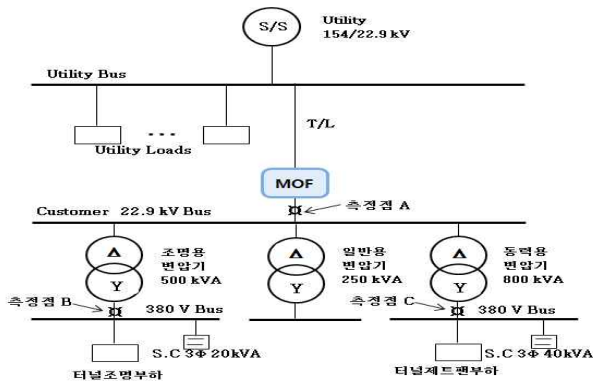 S/S
Utility
154/22.9 kV
Utility Bus
T/L
Utility Loads
MOF
측정점 A
Customer 22.9 kV Bus
Δ
Y
조명용
변압기
500 kVA
Δ
Y
일반용
변압기
250 kVA
Δ
Y
동력용
변압기
800 kVA
측정점 B
380 V Bus
측정점 C
380 V Bus
S.C 3Φ 20kVA
터널조명부하
S.C 3Φ 40kVA
터널제트팬부하